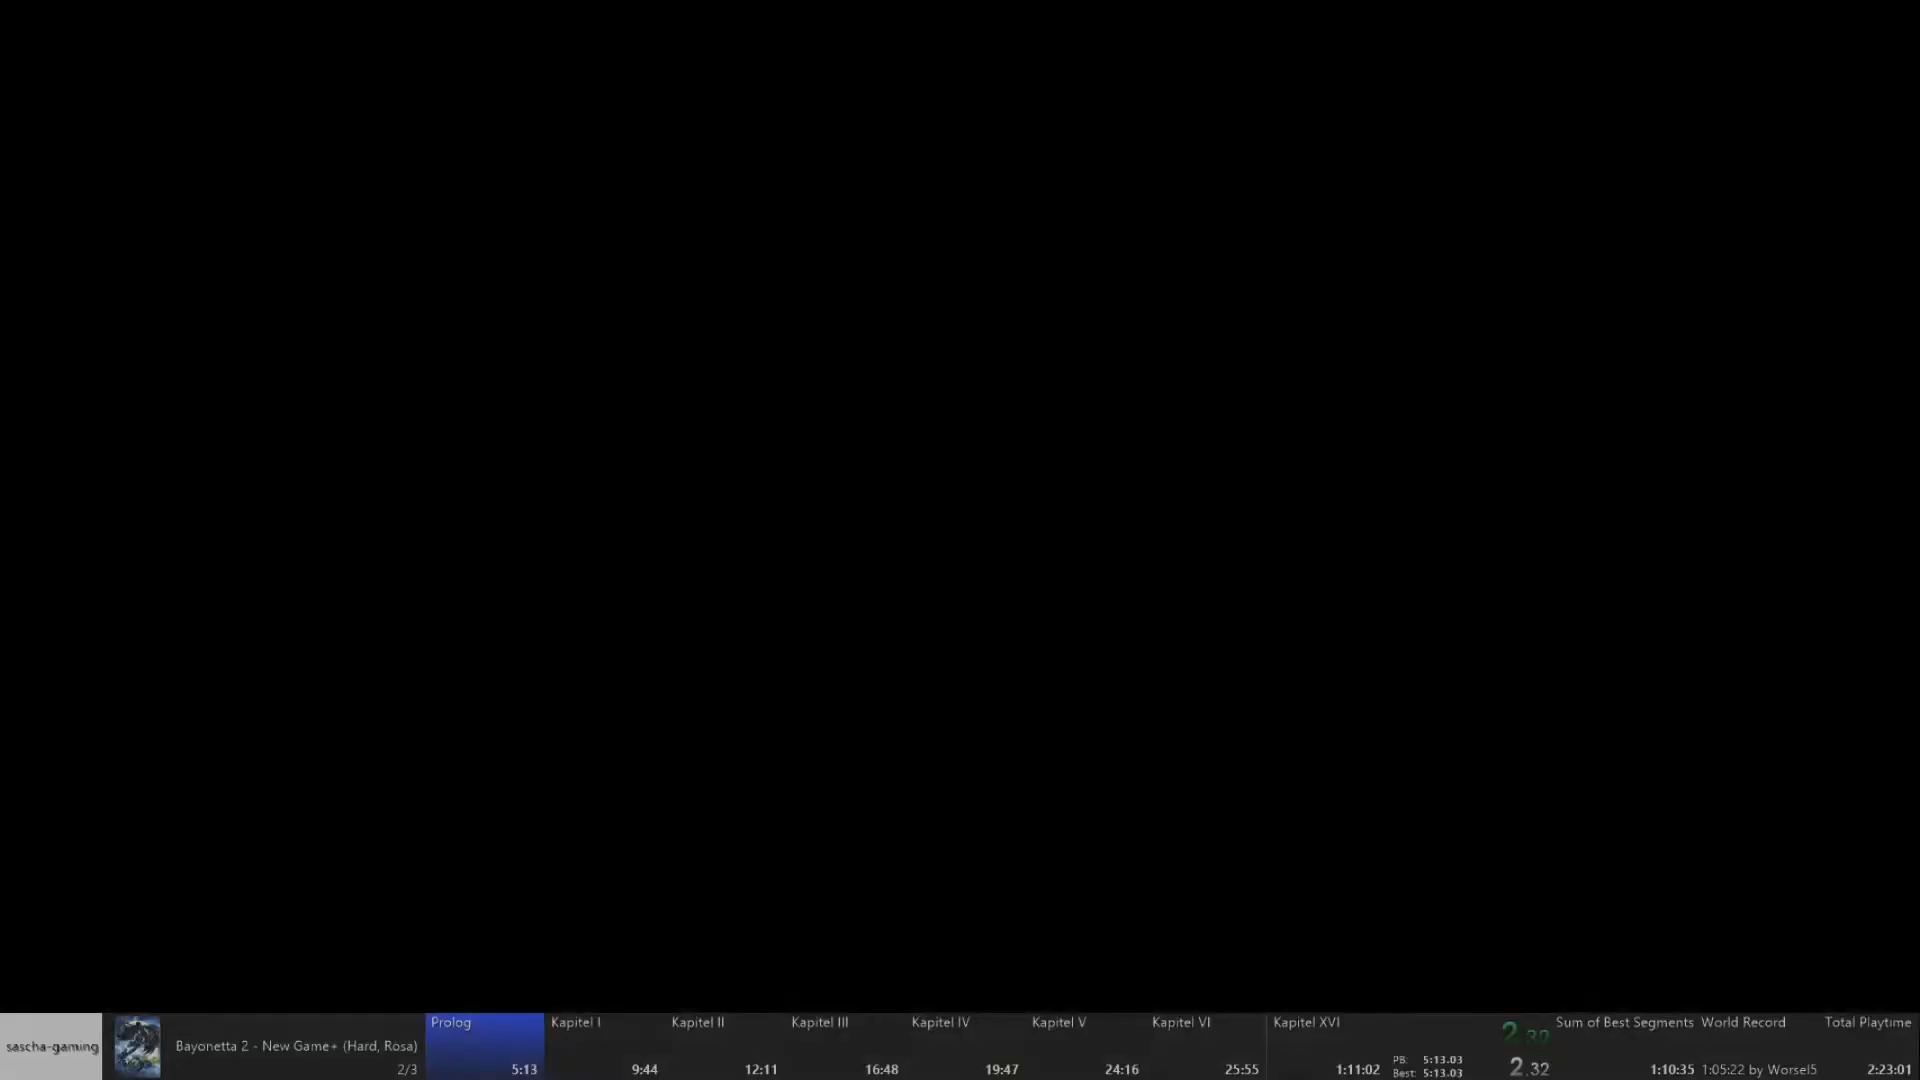 sascha-gaming
Bayonetta 2 - New Game+ (Hard, Rosa)
2/3
Prolog
5:13
Kapitel I
9:44
Kapitel II
12:11
Kapitel III
16:48
Kapitel IV
19:47
Kapitel V
24:16
Kapitel VI
25:55
Kapitel XVI
1:11:02
PB: 5:13.03
Best: 5:13.03
2.32
Sum of Best Segments
1:10:35
World Record
1:05:22 by Worsel5
Total Playtime
2:23:01